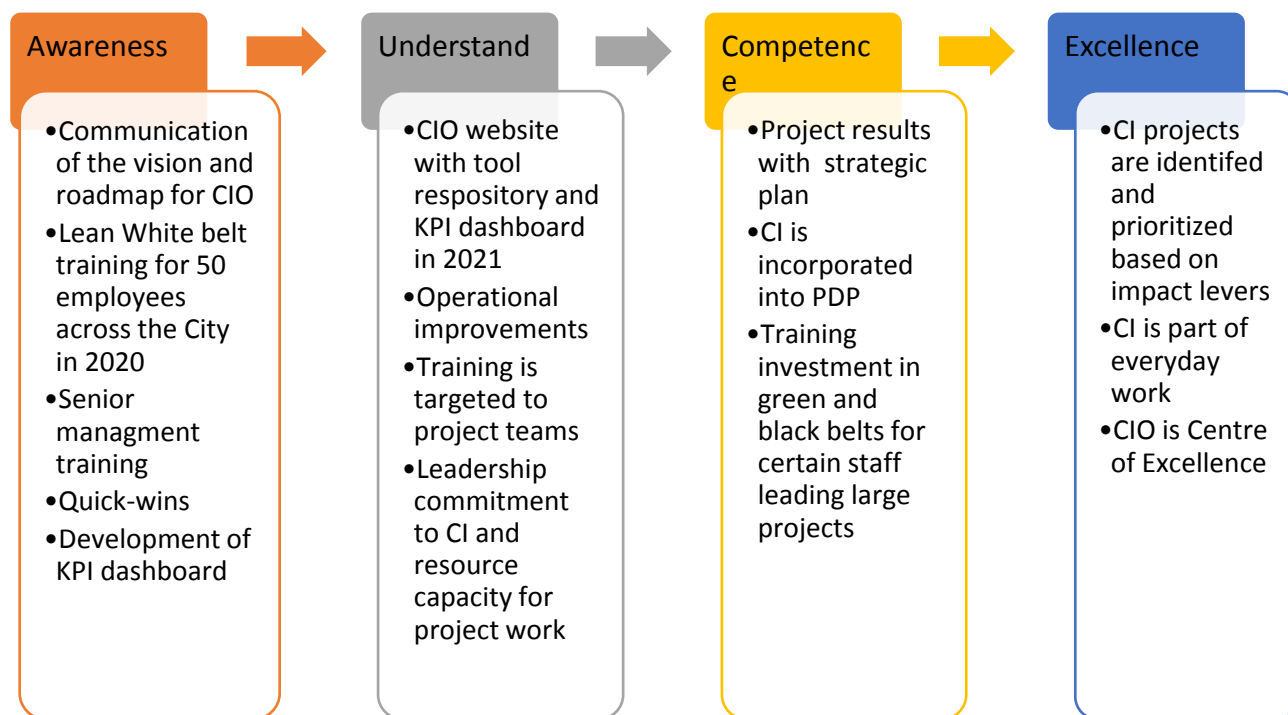 Awareness
•Communication
of the vision and
roadmap for CIO
•Lean White belt
training for 50
employees
across the City
in 2020
•Senior
managment
training
•Quick-wins
•Development of
KPI dashboard
Understand
•CIO website
with tool
respository and
KPI dashboard
in 2021
•Operational
improvements
•Training is
targeted to
project teams
•Leadership
commitment
to CI and
resource
capacity for
project work
Competenc
e
•Project results
with strategic
plan
•CI is
incorporated
into PDP
•Training
investment in
green and
black belts for
certain staff
leading large
projects
Excellence
•CI projects
are identifed
and
prioritized
based on
impact levers
•CI is part of
everyday
work
•CIO is Centre
of Excellence